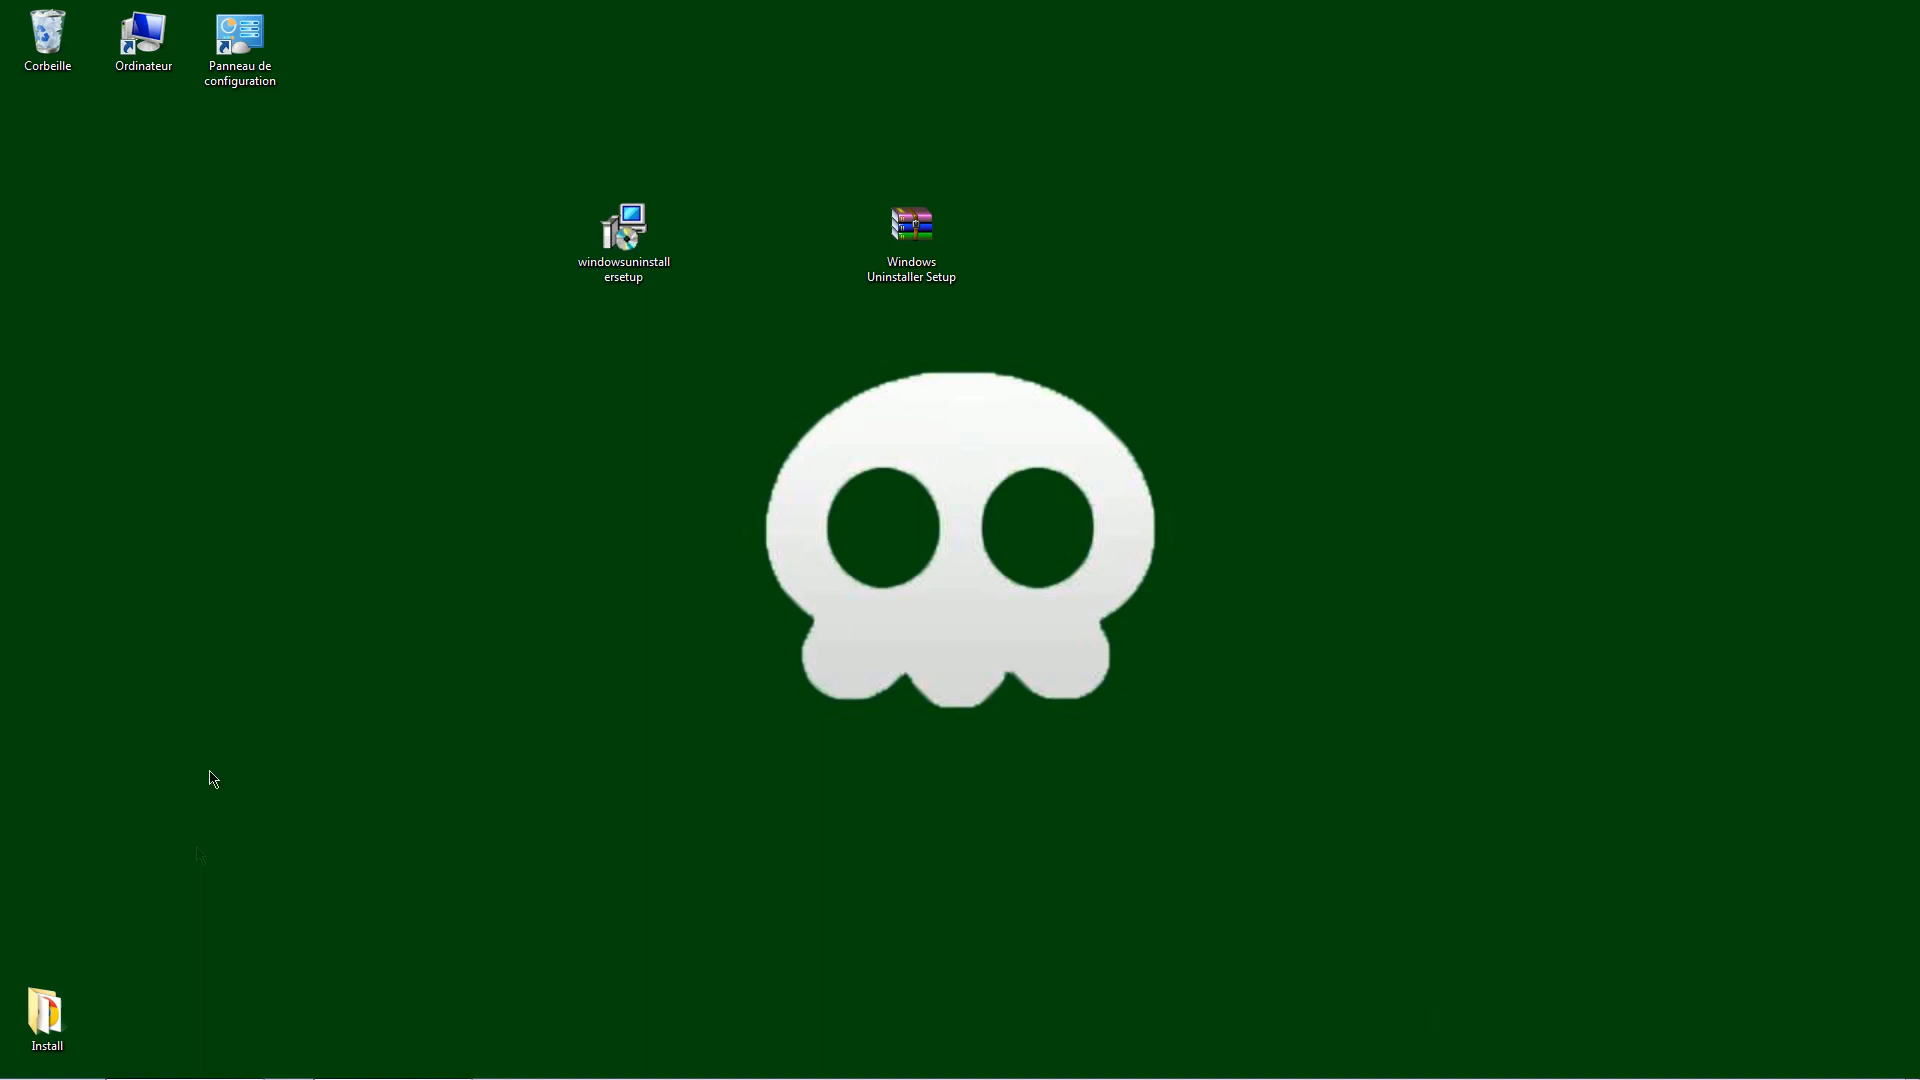 Corbeille
Ordinateur
Panneau de
configuration
windowsuninstall
ersetup
Windows
Uninstaller Setup
Install